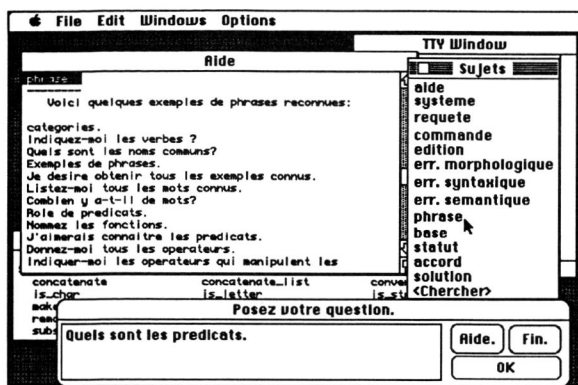 File Edit Windows Options
TTY Window
Aide
phrase
Voici quelques exemples de phrases reconnues:
categories.
Indiquez-moi les verbes ?
Quels sont les noms communs?
Exemples de phrases.
Je desire obtenir tous les exemples connus.
Listez-moi tous les mots connus.
Combien y a-t-il de mots?
Role de predicats.
Nommez les fonctions.
J'aimerais connaitre les predicats.
Donnez-moi tous les operateurs.
Indiquer-moi les operateurs qui manipulent les
Sujets
aide
systeme
requete
commande
edition
err. morphologique
err. syntaxique
err. semantique
phrase
base
statut
accord
solution
<Chercher>
concatenate concatenate_list conve
is_char is_letter is_st
make
subs
Posez votre question.
Quels sont les predicats.
Aide. Fin.
OK